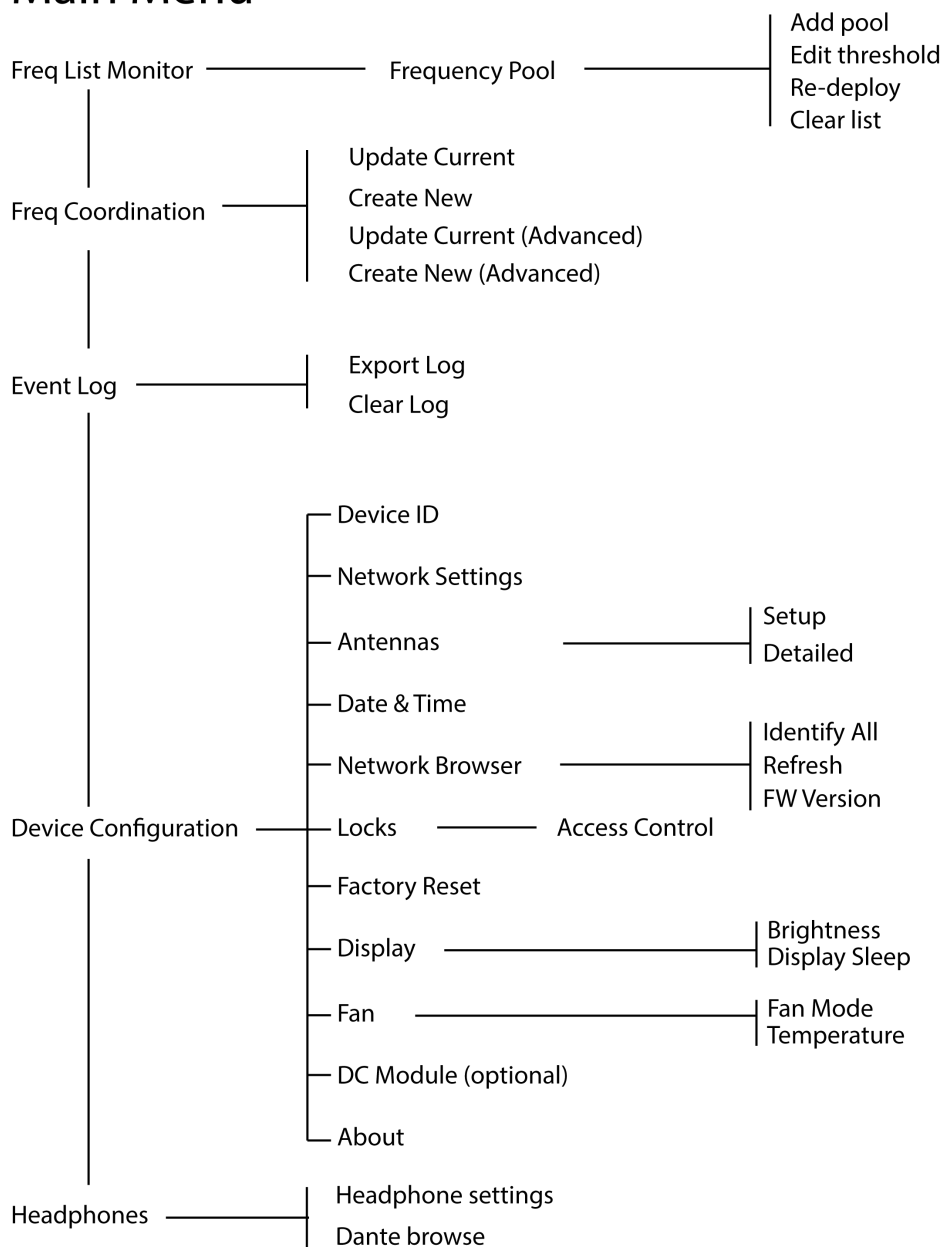 Main Menu
Freq List Monitor
Frequency Pool
Add pool
Edit threshold
Re-deploy
Clear list
Freq Coordination
Update Current
Create New
Update Current (Advanced)
Create New (Advanced)
Event Log
Export Log
Clear Log
Device Configuration
Device ID
Network Settings
Antennas
Setup
Detailed
Date & Time
Network Browser
Identify All
Refresh
FW Version
Locks
Access Control
Factory Reset
Display
Brightness
Display Sleep
Fan
Fan Mode
Temperature
DC Module (optional)
About
Headphones
Headphone settings
Dante browse